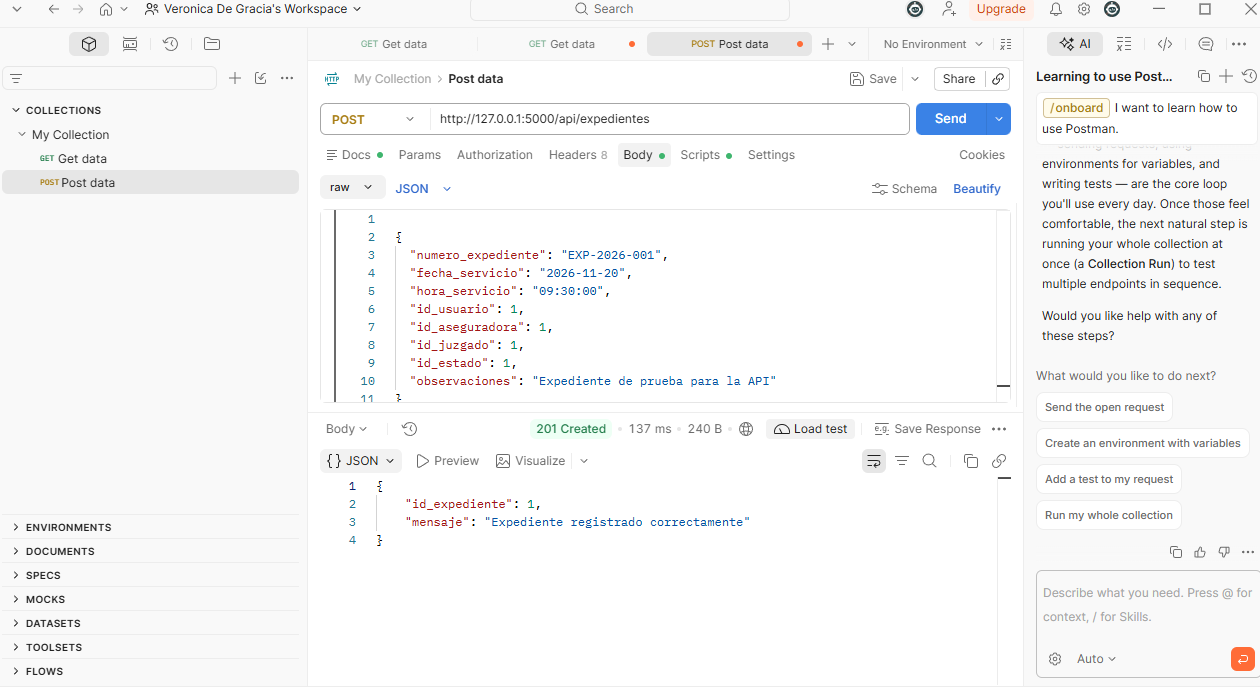 Veronica De Gracia's Workspace
Search
Upgrade
GET Get data
GET Get data
POST Post data
No Environment
AI
HTTP My Collection > Post data
Save
Share
POST
http://127.0.0.1:5000/api/expedientes
Send
Docs
Params
Authorization
Headers 8
Body
Scripts
Settings
Cookies
raw
JSON
Schema
Beautify
1
2 {
3 "numero_expediente": "EXP-2026-001",
4 "fecha_servicio": "2026-11-20",
5 "hora_servicio": "09:30:00",
6 "id_usuario": 1,
7 "id_aseguradora": 1,
8 "id_juzgado": 1,
9 "id_estado": 1,
10 "observaciones": "Expediente de prueba para la API"
11 }
Body
201 Created • 137 ms • 240 B
Load test
e.g. Save Response
{} JSON
Preview
Visualize
1 {
2 "id_expediente": 1,
3 "mensaje": "Expediente registrado correctamente"
4 }
COLLECTIONS
My Collection
GET Get data
POST Post data
ENVIRONMENTS
DOCUMENTS
SPECS
MOCKS
DATASETS
TOOLSETS
FLOWS
Learning to use Post...
/onboard I want to learn how to
use Postman.
sending requests, using
environments for variables, and
writing tests — are the core loop
you'll use every day. Once those feel
comfortable, the next natural step is
running your whole collection at
once (a Collection Run) to test
multiple endpoints in sequence.
Would you like help with any of
these steps?
What would you like to do next?
Send the open request
Create an environment with variables
Add a test to my request
Run my whole collection
Describe what you need. Press @ for
context, / for Skills.
Auto